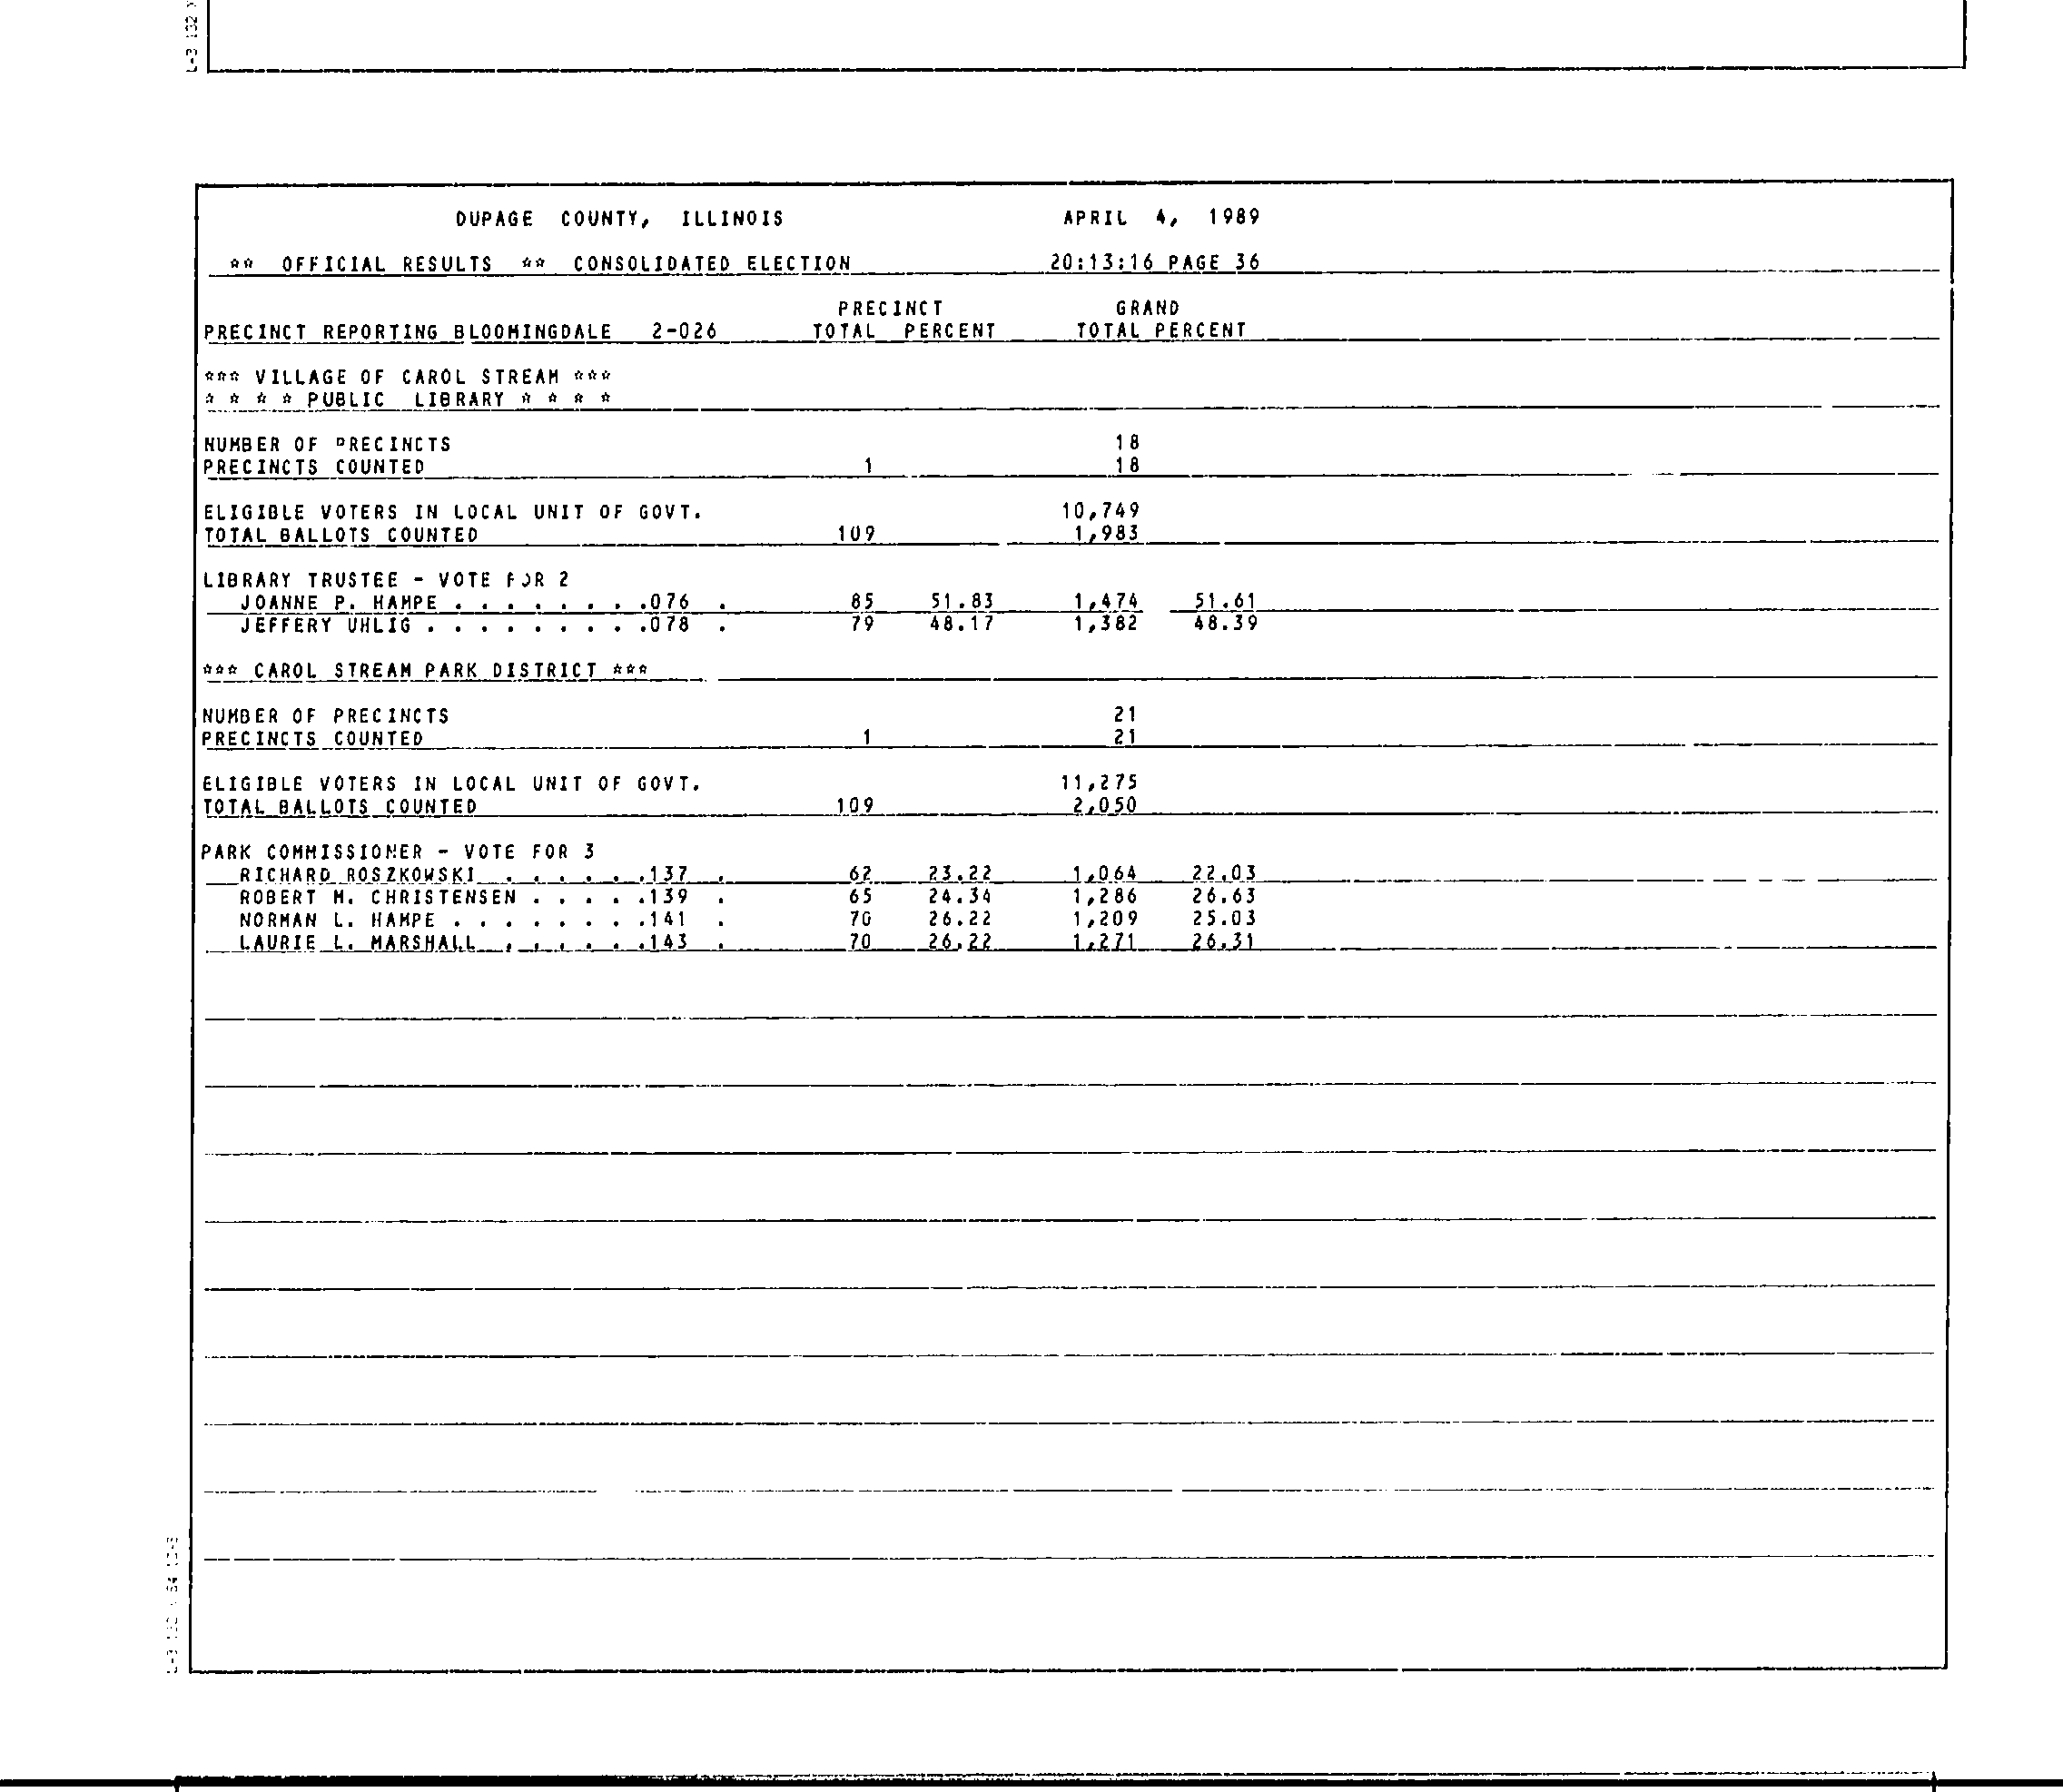 DUPAGE COUNTY, ILLINOIS APRIL 4, 1989
** OFFICIAL RESULTS ** CONSOLIDATED ELECTION 20:13:16 PAGE 36
PRECINCT GRAND
PRECINCT REPORTING BLOOMINGDALE 2-026 TOTAL PERCENT TOTAL PERCENT
*** VILLAGE OF CAROL STREAM ***
* * * * PUBLIC LIBRARY * * * *
NUMBER OF PRECINCTS 18
PRECINCTS COUNTED 1 18
ELIGIBLE VOTERS IN LOCAL UNIT OF GOVT. 10,749
TOTAL BALLOTS COUNTED 109 1,983
LIBRARY TRUSTEE - VOTE FOR 2
JOANNE P. HAMPE . . . . . . . .076 . 85 51.83 1,474 51.61
JEFFERY UHLIG . . . . . . . . .078 . 79 48.17 1,382 48.39
*** CAROL STREAM PARK DISTRICT ***
NUMBER OF PRECINCTS 21
PRECINCTS COUNTED 1 21
ELIGIBLE VOTERS IN LOCAL UNIT OF GOVT. 11,275
TOTAL BALLOTS COUNTED 109 2,050
PARK COMMISSIONER - VOTE FOR 3
RICHARD ROSZKOWSKI . . . . . .137 . 62 23.22 1,064 22.03
ROBERT M. CHRISTENSEN . . . . .139 . 65 24.34 1,286 26.63
NORMAN L. HAMPE . . . . . . . .141 . 70 26.22 1,209 25.03
LAURIE L. MARSHALL . . . . . .143 . 70 26.22 1,271 26.31